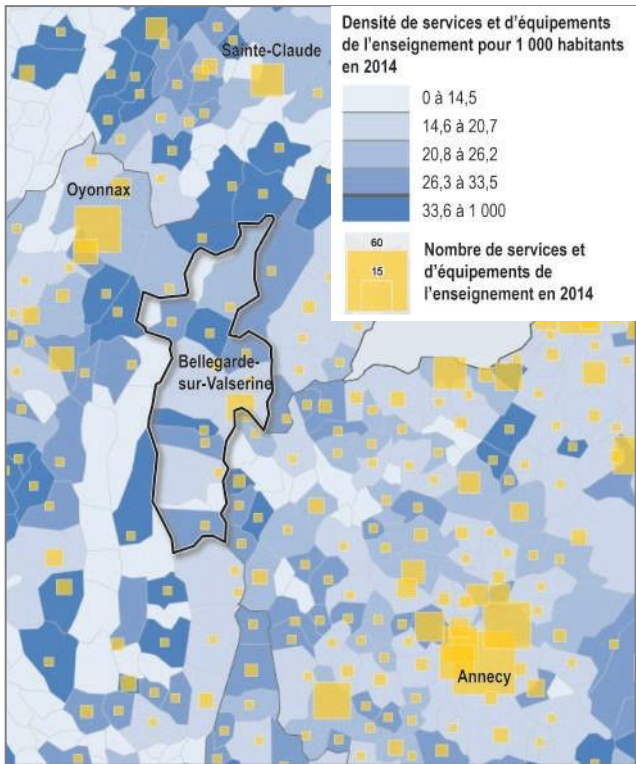 Densité de services et d'équipements
de l'enseignement pour 1 000 habitants
en 2014
0 à 14,5
14,6 à 20,7
20,8 à 26,2
26,3 à 33,5
33,6 à 1 000
60
15
Nombre de services et
d'équipements de
l'enseignement en 2014
Sainte-Claude
Oyonnax
Bellegarde-
sur-Valserine
Annecy